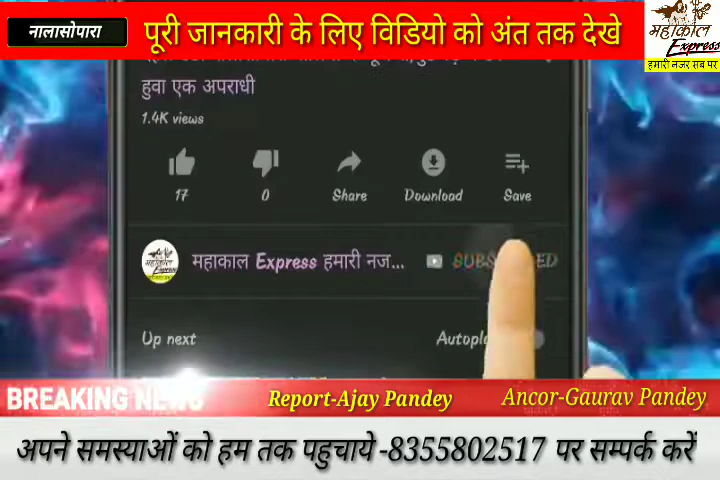 नालासोपारा
पूरी जानकारी के लिए विडियो को अंत तक देखे
महाकाल
Express
हमारी नजर सब पर
हुवा एक अपराधी
1.4K views
17
0
Share
Download
Save
महाकाल Express हमारी नज...
Up next
BREAKING
Report-Ajay Pandey
Ancor-Gaurav Pandey
अपने समस्याओं को हम तक पहुचाये -8355802517 पर सम्पर्क करें